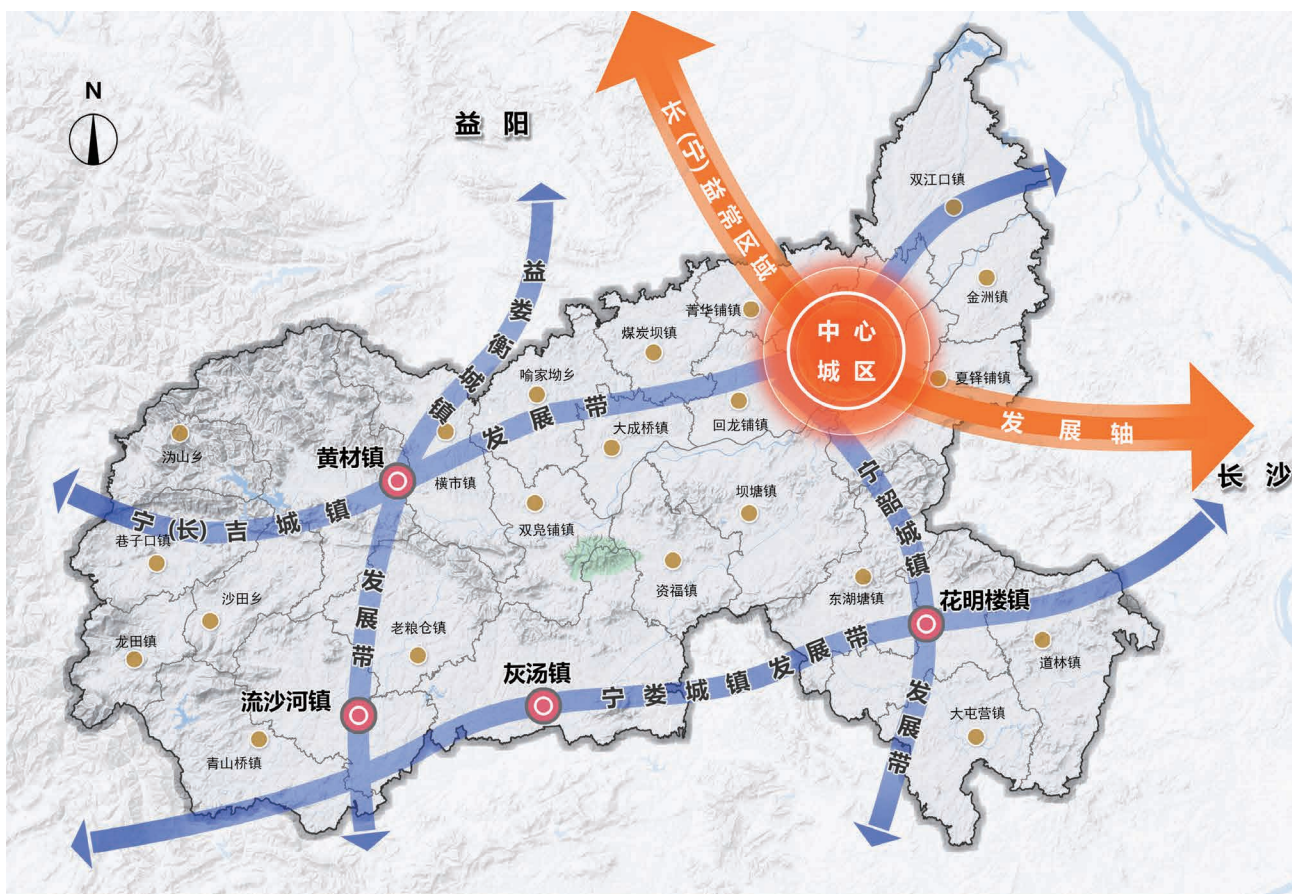 N
益阳
长(宁)益常区域
发展轴
双江口镇
金洲镇
中心
城区
菁华铺镇
煤炭坝镇
喻家坳乡
夏铎铺镇
回龙铺镇
大成桥镇
益娄衡城镇
发展带
长沙
沩山乡
黄材镇
横市镇
宁(长)吉城镇
发展带
双凫铺镇
坝塘镇
宁韶城镇
发展带
巷子口镇
资福镇
东湖塘镇
花明楼镇
沙田乡
龙田镇
老粮仓镇
道林镇
灰汤镇
宁娄城镇发展带
流沙河镇
大屯营镇
青山桥镇